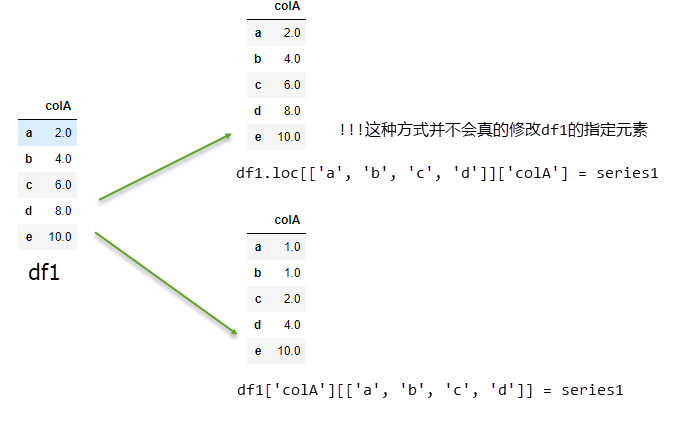 colA
a 2.0
b 4.0
c 6.0
d 8.0
e 10.0
!!!这种方式并不会真的修改df1的指定元素
df1.loc[['a', 'b', 'c', 'd']]['colA'] = series1
colA
a 2.0
b 4.0
c 6.0
d 8.0
e 10.0
df1
colA
a 1.0
b 1.0
c 2.0
d 4.0
e 10.0
df1['colA'][['a', 'b', 'c', 'd']] = series1